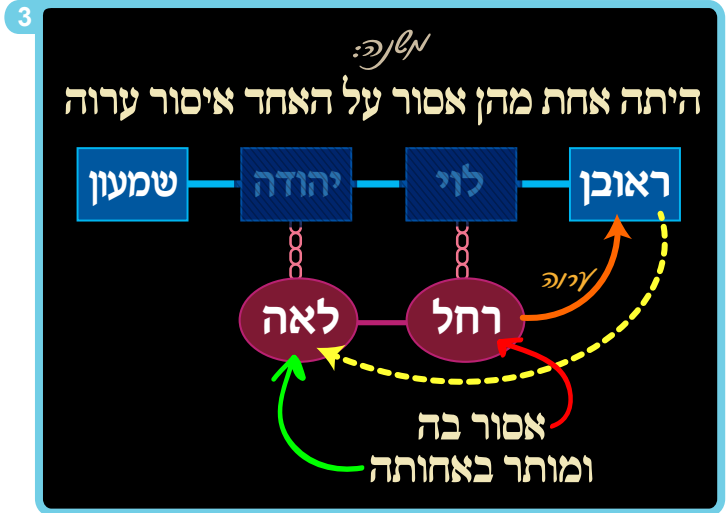 3
משנה:
היתה אחת מהן אסור על האחד איסור ערוה
ראובן
לוי
יהודה
שמעון
ערוה
רחל
לאה
אסור בה
ומותר באחותה